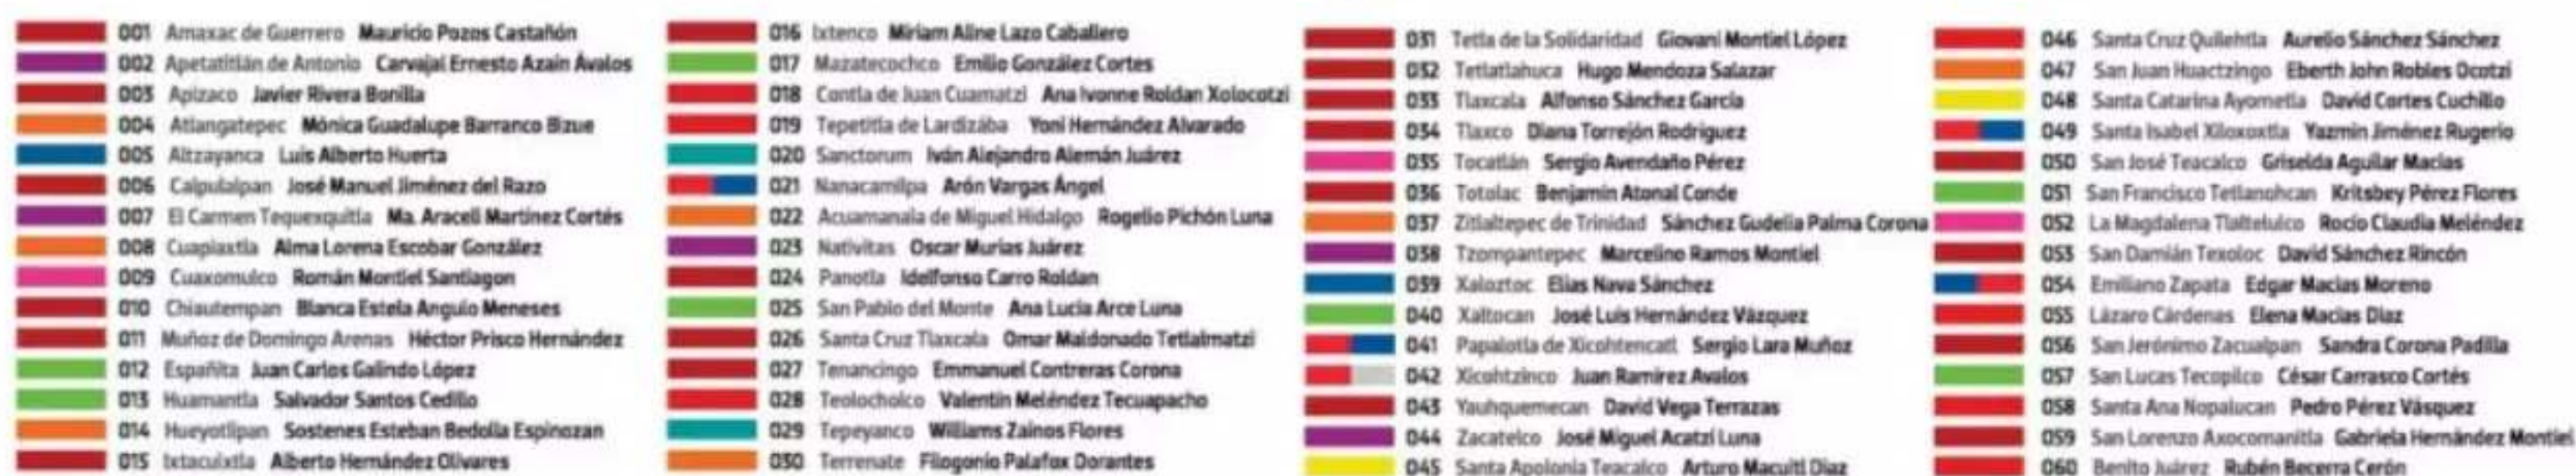 001 Amaxac de Guerrero Mauricio Pozos Castañón
002 Apetatitlán de Antonio Carvajal Ernesto Azain Ávalos
003 Apizaco Javier Rivera Bonilla
004 Atlangatepec Mónica Guadalupe Barranco Bizue
005 Altzayanca Luis Alberto Huerta
006 Calpulalpan José Manuel Jiménez del Razo
007 El Carmen Tequexquitla Ma. Araceli Martínez Cortés
008 Cuapiaxtla Alma Lorena Escobar González
009 Cuaxomulco Román Montiel Santiagon
010 Chiautempan Blanca Estela Angulo Meneses
011 Muñoz de Domingo Arenas Héctor Prisco Hernández
012 Españita Juan Carlos Galindo López
013 Huamantla Salvador Santos Cedillo
014 Hueyotlipan Sostenes Esteban Bedolla Espinozan
015 Ixtacuixtla Alberto Hernández Olivares
016 Ixtenco Miriam Aline Lazo Caballero
017 Mazatecochco Emilio González Cortes
018 Contla de Juan Cuamatzi Ana Ivonne Roldan Xolocotzi
019 Tepetitla de Lardizába Yoni Hernández Alvarado
020 Sanctorum Iván Alejandro Alemán Juárez
021 Nanacamilpa Arón Vargas Ángel
022 Acuamanala de Miguel Hidalgo Rogelio Pichón Luna
023 Nativitas Oscar Murias Juárez
024 Panotla Idelfonso Carro Roldan
025 San Pablo del Monte Ana Lucia Arce Luna
026 Santa Cruz Tlaxcala Omar Maldonado Tetlalmatzi
027 Tenancingo Emmanuel Contreras Corona
028 Teolocholco Valentín Meléndez Tecuapacho
029 Tepeyanco Williams Zainos Flores
030 Terrenate Filogonio Palafox Dorantes
031 Tetla de la Solidaridad Giovani Montiel López
032 Tetlatlahuca Hugo Mendoza Salazar
033 Tlaxcala Alfonso Sánchez García
034 Tlaxco Diana Torrejón Rodríguez
035 Tocatlán Sergio Avendaño Pérez
036 Totolac Benjamín Atonal Conde
037 Zitlaltepec de Trinidad Sánchez Gudelia Palma Corona
038 Tzompantepec Marcelino Ramos Montiel
039 Xaloztoc Elías Nava Sánchez
040 Xaltocan José Luis Hernández Vázquez
041 Papalotla de Xicohtencatl Sergio Lara Muñoz
042 Xicohtzinco Juan Ramírez Avalos
043 Yauhquemecan David Vega Terrazas
044 Zacatelco José Miguel Acatzi Luna
045 Santa Apolonia Teacalco Arturo Macuitl Diaz
046 Santa Cruz Quilehtla Aurelio Sánchez Sánchez
047 San Juan Huactzingo Eberth John Robles Ocotzi
048 Santa Catarina Ayometla David Cortes Cuchillo
049 Santa Isabel Xiloxoxtla Yazmín Jiménez Rugerio
050 San José Teacalco Griselda Aguilar Macias
051 San Francisco Tetlanohcan Kritsbey Pérez Flores
052 La Magdalena Tlaltelulco Rocío Claudia Meléndez
053 San Damián Texoloc David Sánchez Rincón
054 Emiliano Zapata Edgar Macias Moreno
055 Lázaro Cárdenas Elena Macias Díaz
056 San Jerónimo Zacualpan Sandra Corona Padilla
057 San Lucas Tecopilco César Carrasco Cortés
058 Santa Ana Nopalucan Pedro Pérez Vásquez
059 San Lorenzo Axocomanitla Gabriela Hernández Montiel
060 Benito Juárez Rubén Becerra Cerón